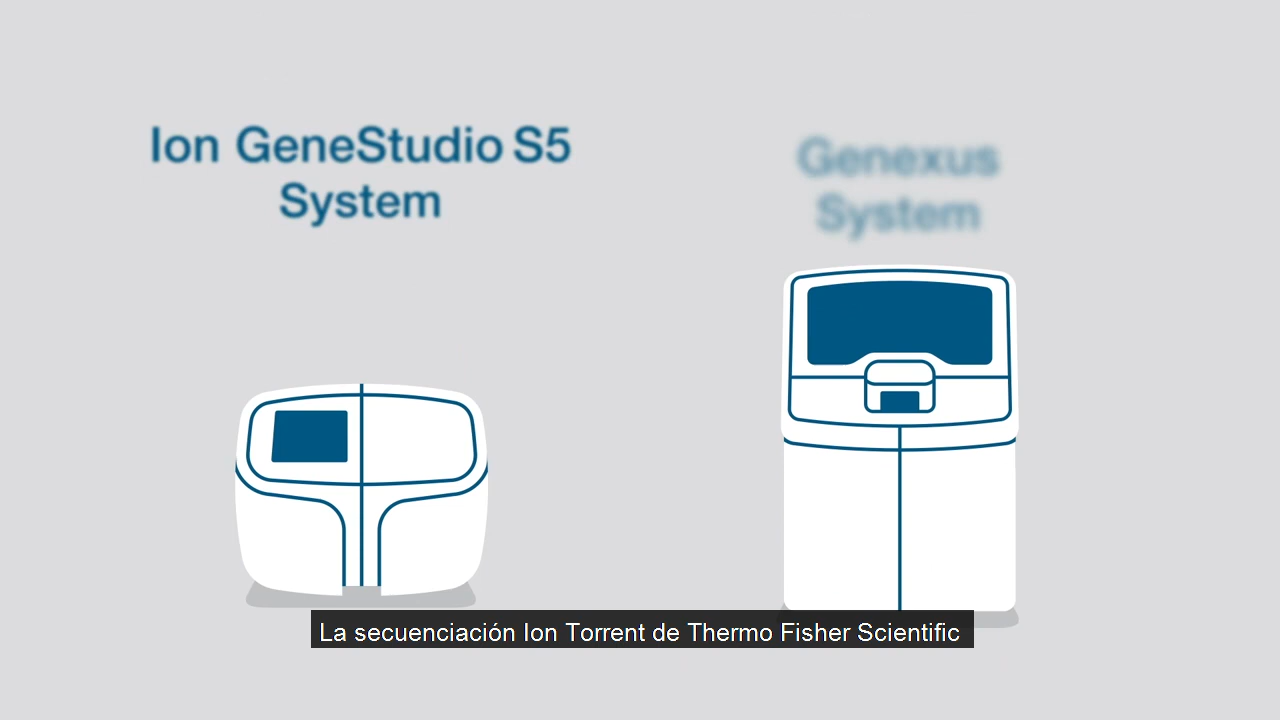 Ion GeneStudio S5
System
Genexus
System
La secuenciación Ion Torrent de Thermo Fisher Scientific